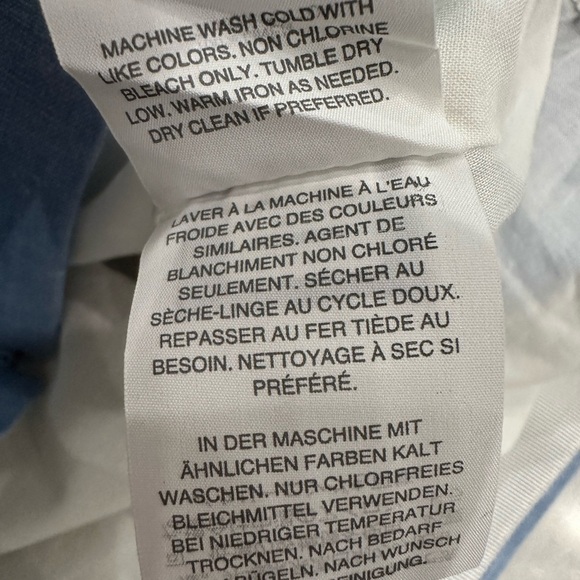 MACHINE WASH COLD WITH
LIKE COLORS. NON CHLORINE
BLEACH ONLY. TUMBLE DRY
LOW. WARM IRON AS NEEDED.
DRY CLEAN IF PREFERRED.
LAVER À LA MACHINE À L'EAU
FROIDE AVEC DES COULEURS
SIMILAIRES. AGENT DE
BLANCHIMENT NON CHLORÉ
SEULEMENT. SÉCHER AU
SÈCHE-LINGE AU CYCLE DOUX.
REPASSER AU FER TIÈDE AU
BESOIN. NETTOYAGE À SEC SI
PRÉFÉRÉ.
IN DER MASCHINE MIT
ÄHNLICHEN FARBEN KALT
WASCHEN. NUR CHLORFREIES
BLEICHMITTEL VERWENDEN.
BEI NIEDRIGER TEMPERATUR
TROCKNEN. NACH BEDARF
NACH WUNSCH